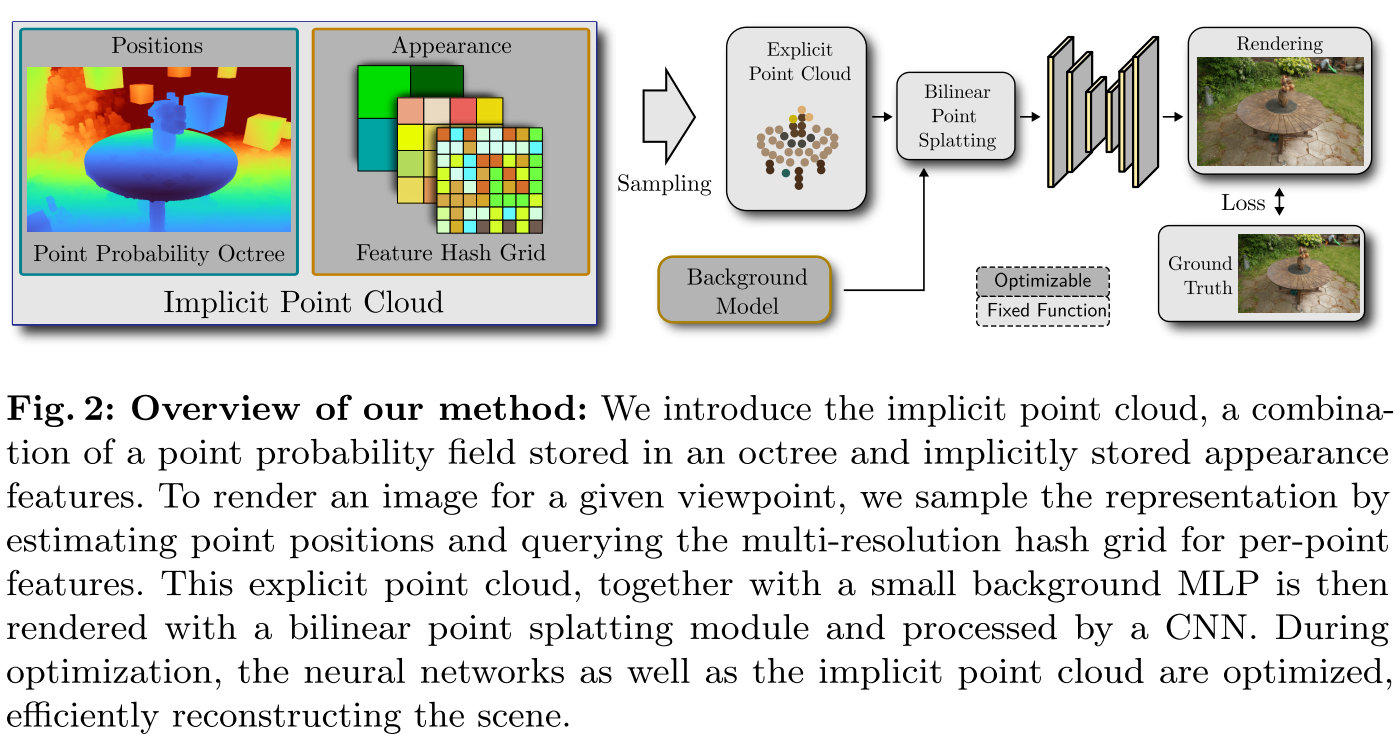 Positions
Appearance
Point Probability Octree
Feature Hash Grid
Implicit Point Cloud
Sampling
Explicit
Point Cloud
Background
Model
Bilinear
Point
Splatting
Rendering
Loss
Ground
Truth
Optimizable
Fixed Function
Fig. 2: Overview of our method: We introduce the implicit point cloud, a combina-
tion of a point probability field stored in an octree and implicitly stored appearance
features. To render an image for a given viewpoint, we sample the representation by
estimating point positions and querying the multi-resolution hash grid for per-point
features. This explicit point cloud, together with a small background MLP is then
rendered with a bilinear point splatting module and processed by a CNN. During
optimization, the neural networks as well as the implicit point cloud are optimized,
efficiently reconstructing the scene.